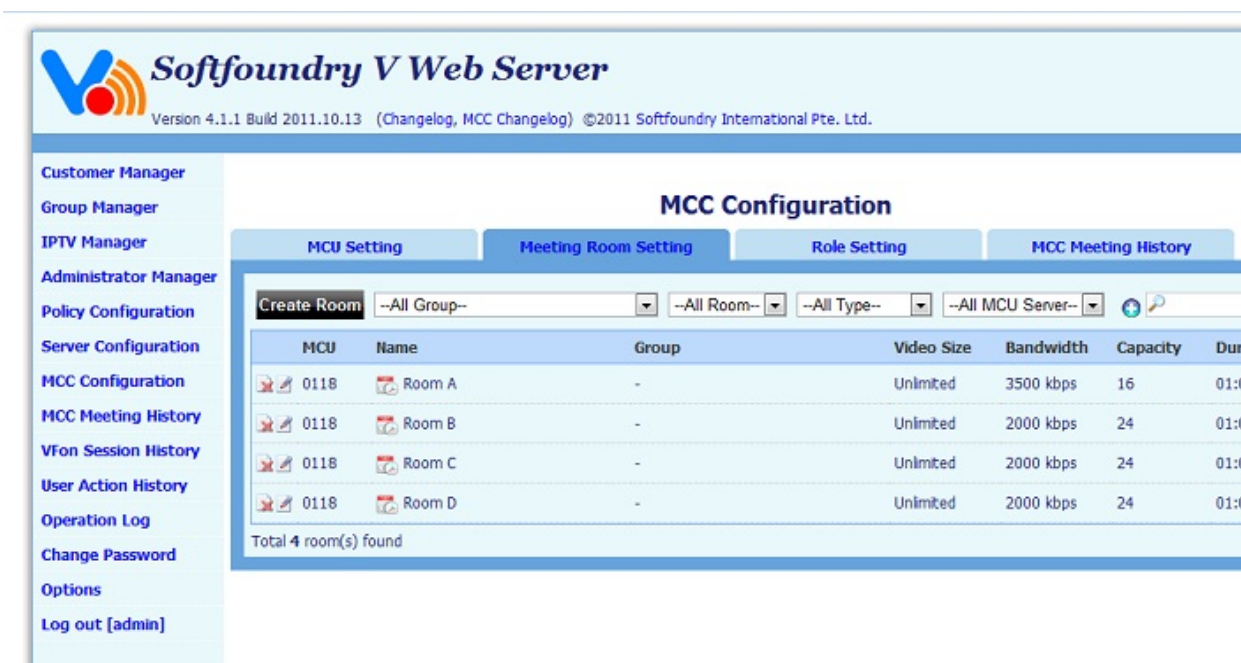 Softfoundry V Web Server
Version 4.1.1 Build 2011.10.13 (Changelog, MCC Changelog) ©2011 Softfoundry International Pte. Ltd.
Customer Manager
Group Manager
IPTV Manager
Administrator Manager
Policy Configuration
Server Configuration
MCC Configuration
MCC Meeting History
VFon Session History
User Action History
Operation Log
Change Password
Options
Log out [admin]
MCC Configuration
MCU Setting Meeting Room Setting Role Setting MCC Meeting History
Create Room --All Group-- --All Room-- --All Type-- --All MCU Server--
MCU Name Group Video Size Bandwidth Capacity
0118 Room A - Unlimited 3500 kbps 16
0118 Room B - Unlimited 2000 kbps 24
0118 Room C - Unlimited 2000 kbps 24
0118 Room D - Unlimited 2000 kbps 24
Total 4 room(s) found